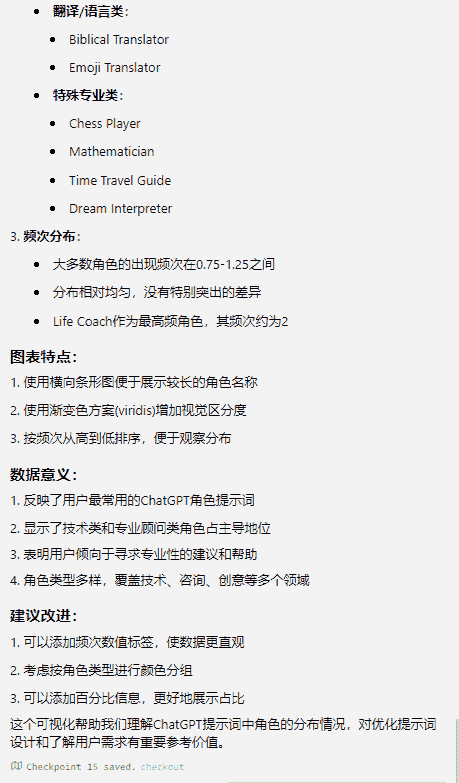 • 翻译/语言类：
• Biblical Translator
• Emoji Translator
• 特殊专业类：
• Chess Player
• Mathematician
• Time Travel Guide
• Dream Interpreter
3. 频次分布：
• 大多数角色的出现频次在0.75-1.25之间
• 分布相对均匀，没有特别突出的差异
• Life Coach作为最高频角色，其频次约为2
图表特点：
1. 使用横向条形图便于展示较长的角色名称
2. 使用渐变色方案(viridis)增加视觉区分度
3. 按频次从高到低排序，便于观察分布
数据意义：
1. 反映了用户最常用的ChatGPT角色提示词
2. 显示了技术类和专业顾问类角色占主导地位
3. 表明用户倾向于寻求专业性的建议和帮助
4. 角色类型多样，覆盖技术、咨询、创意等多个领域
建议改进：
1. 可以添加频次数值标签，使数据更直观
2. 考虑按角色类型进行颜色分组
3. 可以添加百分比信息，更好地展示占比
这个可视化帮助我们理解ChatGPT提示词中角色的分布情况，对优化提示词
设计和了解用户需求有重要参考价值。
Checkpoint 15 saved. checkout